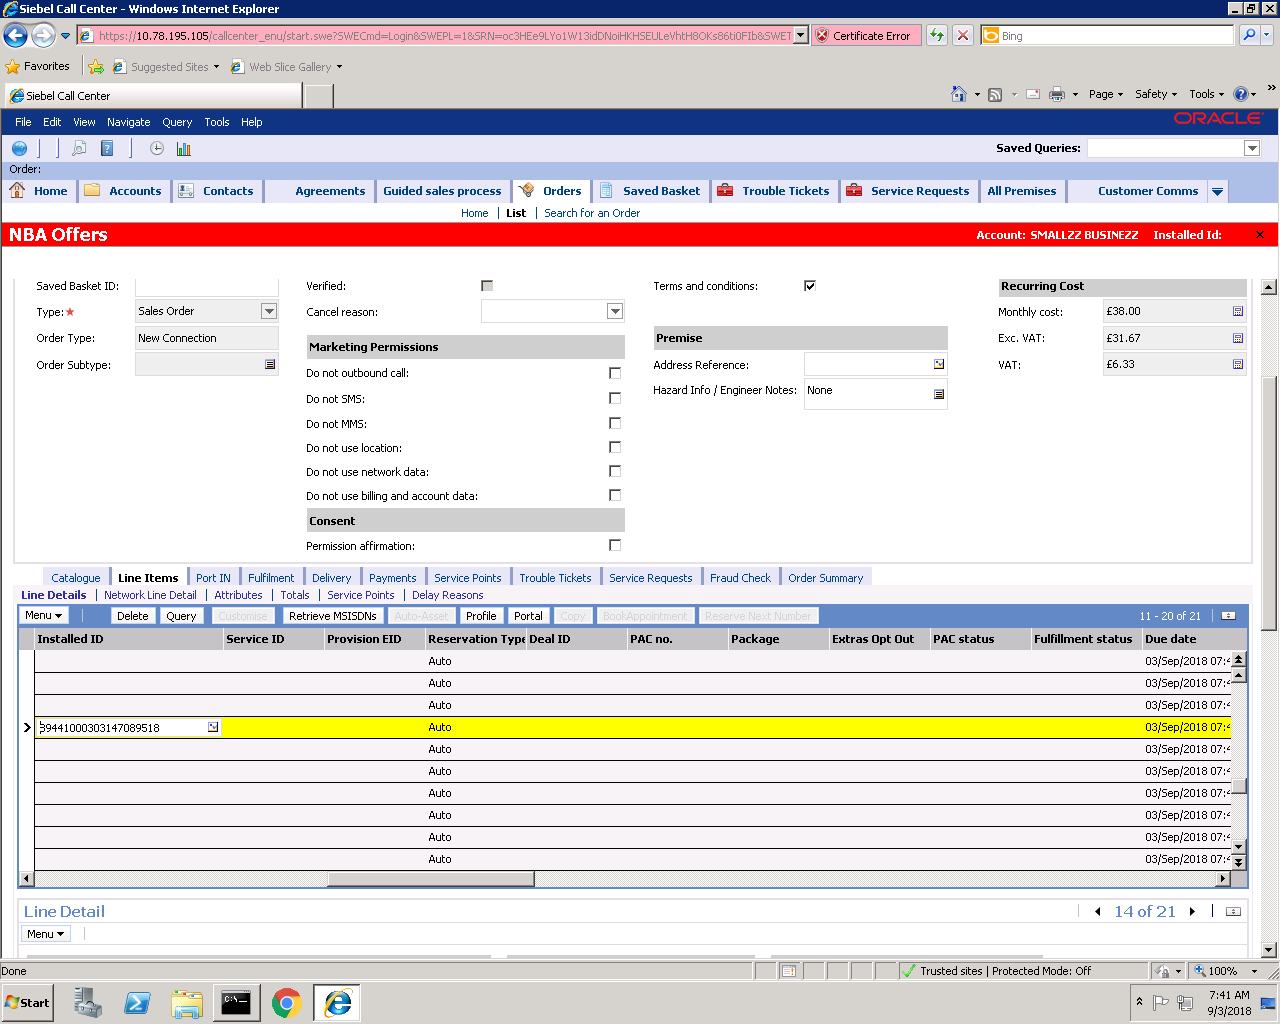 Siebel Call Center - Windows Internet Explorer
https://10.78.195.105/callcenter_enu/start.swe?SWECmd=Login&SWEPL=1&SRN=oc3HEe9LYo1W13idDNoiHKHSEULeVhtH8OKs86ti0FIb&SWET
Certificate Error
Bing
Favorites
Suggested Sites
Web Slice Gallery
Siebel Call Center
Page Safety Tools
File Edit View Navigate Query Tools Help
ORACLE
Saved Queries:
Order:
Home Accounts Contacts Agreements Guided sales process Orders Saved Basket Trouble Tickets Service Requests All Premises Customer Comms
Home List Search for an Order
NBA Offers Account: SMALLZZ BUSINEZZ Installed Id:
Saved Basket ID: Verified: Terms and conditions: Recurring Cost
Type: Sales Order Cancel reason: Monthly cost: £38.00
Order Type: New Connection Premise Exc. VAT: £31.67
Marketing Permissions
Order Subtype: Do not outbound call: Address Reference: VAT: £6.33
Do not SMS: Hazard Info / Engineer Notes: None
Do not MMS:
Do not use location:
Do not use network data:
Do not use billing and account data:
Consent
Permission affirmation:
Catalogue Line Items Port IN Fulfilment Delivery Payments Service Points Trouble Tickets Service Requests Fraud Check Order Summary
Line Details Network Line Detail Attributes Totals Service Points Delay Reasons
Menu Delete Query Customise Retrieve MSISDNs Auto-Asset Profile Portal Copy BookAppointment Reserve Next Number 11 - 20 of 21
Installed ID Service ID Provision EID Reservation Type Deal ID PAC no. Package Extras Opt Out PAC status Fulfillment status Due date
Auto 03/Sep/2018 07:4
Auto 03/Sep/2018 07:4
Auto 03/Sep/2018 07:4
39441000303147089518 Auto 03/Sep/2018 07:4
Auto 03/Sep/2018 07:4
Auto 03/Sep/2018 07:4
Auto 03/Sep/2018 07:4
Auto 03/Sep/2018 07:4
Auto 03/Sep/2018 07:4
Auto 03/Sep/2018 07:4
Line Detail 14 of 21
Menu
Done Trusted sites | Protected Mode: Off 100%
Start 7:41 AM
9/3/2018